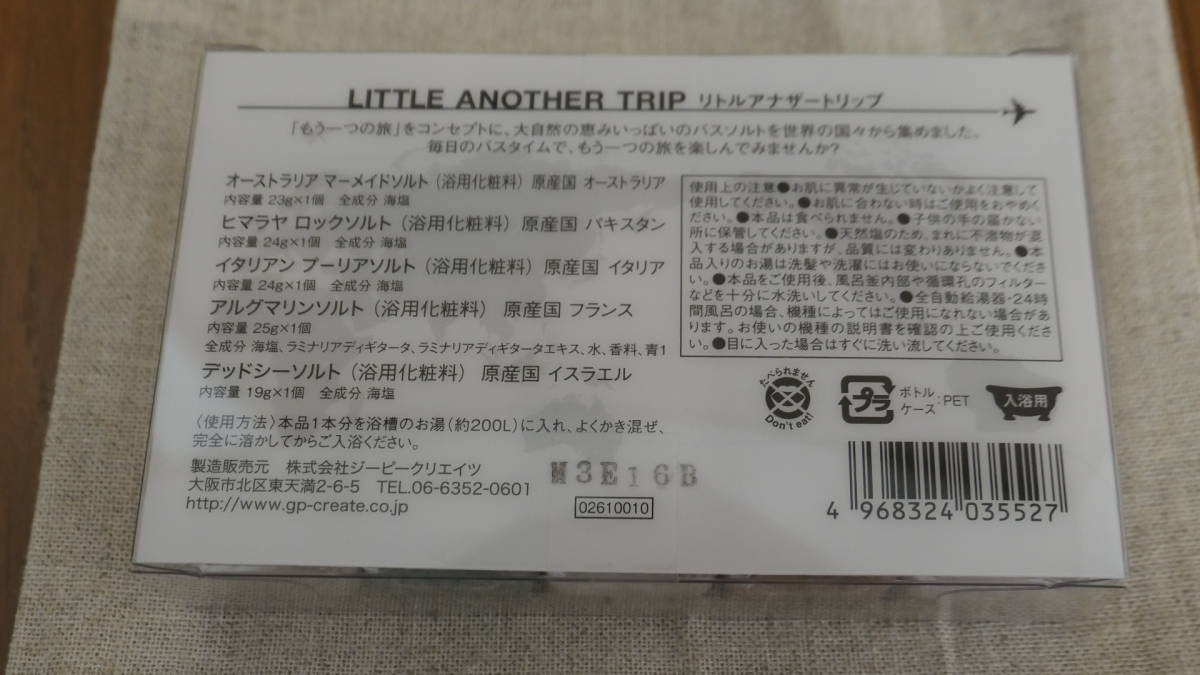 LITTLE ANOTHER TRIP リトルアナザートリップ
「もう一つの旅」をコンセプトに、大自然の恵みいっぱいのバスソルトを世界の国々から集めました。
毎日のバスタイムで、もう一つの旅を楽しんでみませんか?
オーストラリア マーメイドソルト (浴用化粧料) 原産国 オーストラリア
内容量 23g×1個 全成分 海塩
ヒマラヤ ロックソルト (浴用化粧料) 原産国 パキスタン
内容量 24g×1個 全成分 海塩
イタリアン プーリアソルト (浴用化粧料) 原産国 イタリア
内容量 24g×1個 全成分 海塩
アルグマリンソルト (浴用化粧料) 原産国 フランス
内容量 25g×1個
全成分 海塩、ラミナリアディギタータ、ラミナリアディギタータエキス、水、香料、青1
デッドシーソルト (浴用化粧料) 原産国 イスラエル
内容量 19g×1個 全成分 海塩
〈使用方法〉本品1本分を浴槽のお湯(約200L)に入れ、よくかき混ぜ、
完全に溶かしてからご入浴ください。
製造販売元 株式会社ジーピークリエイツ
大阪市北区東天満2-6-5 TEL.06-6352-0601
http://www.gp-create.co.jp
M3E16B
02610010
使用上の注意●お肌に異常が生じていないかよく注意して
使用してください。●お肌に合わない時はご使用をおやめく
ださい。●本品は食べられません。●子供の手の届かない
所に保管してください。●天然塩のため、まれに不溶物が混
入する場合がありますが、品質には変わりありません。●本
品入りのお湯は洗髪や洗濯にはお使いにならないでくださ
い。●本品をご使用後、風呂釜内部や循環孔のフィルター
などを十分に水洗いしてください。●全自動給湯器・24時
間風呂の場合、機種によってはご使用になれない場合があ
ります。お使いの機種の説明書を確認の上ご使用くださ
い。●目に入った場合はすぐに洗い流してください。
たべられません
Don't eat!
プラ
ボトル
ケース:PET
入浴用
4 968324 035527